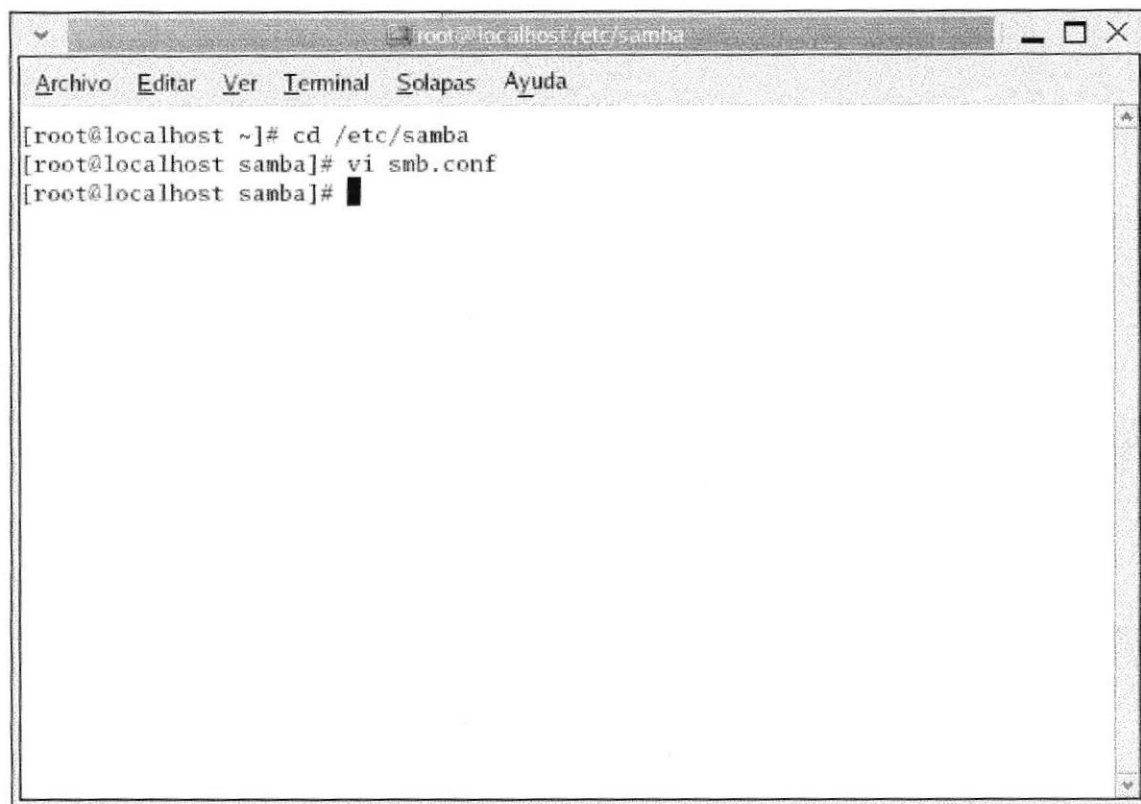 root@localhost:/etc/samba
Archivo Editar Ver Terminal Solapas Ayuda
[root@localhost ~]# cd /etc/samba
[root@localhost samba]# vi smb.conf
[root@localhost samba]#